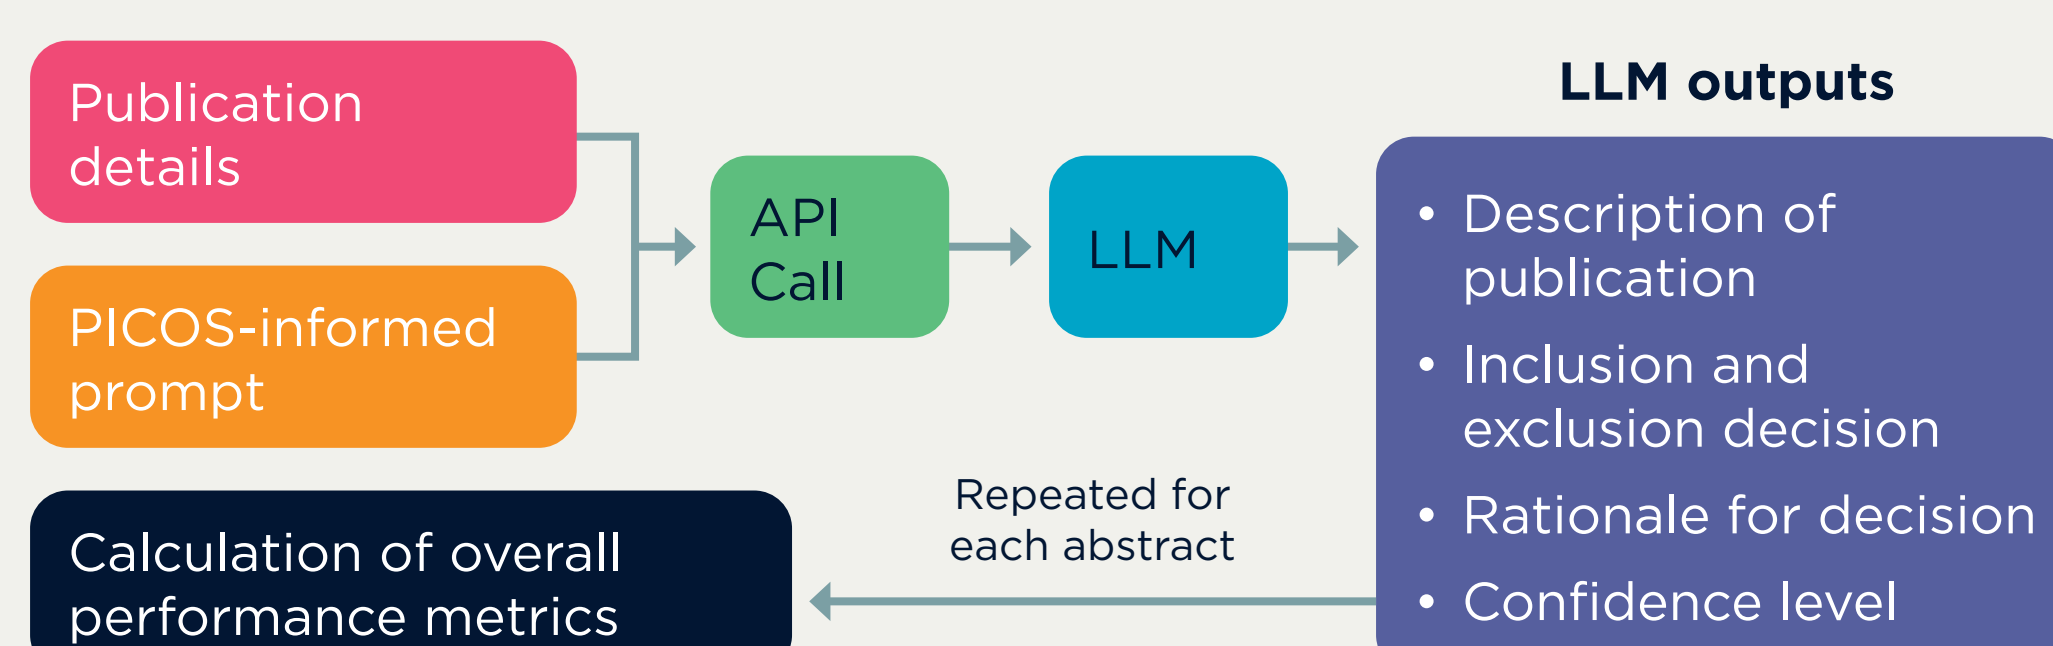 Publication
details
PICOS-informed
prompt
API
Call
LLM
LLM outputs
• Description of
publication
• Inclusion and
exclusion decision
• Rationale for decision
• Confidence level
Repeated for
each abstract
Calculation of overall
performance metrics